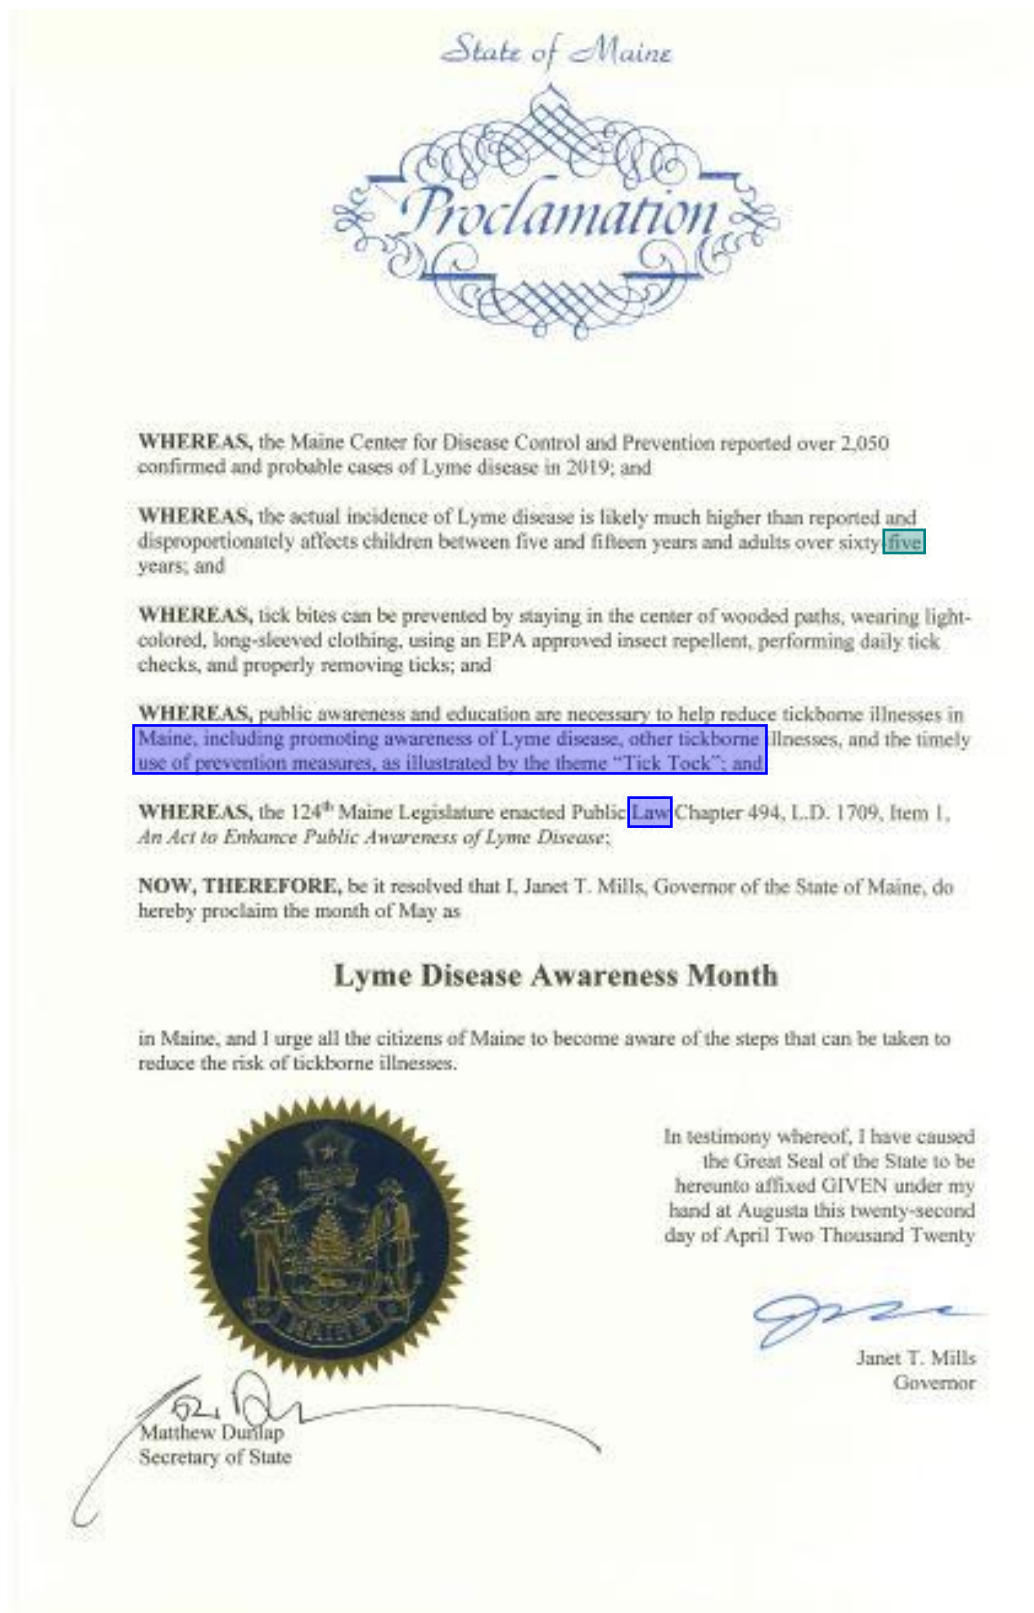 State of Maine
Proclamation
WHEREAS, the Maine Center for Disease Control and Prevention reported over 2,050
confirmed and probable cases of Lyme disease in 2019; and
WHEREAS, the actual incidence of Lyme disease is likely much higher than reported and
disproportionately affects children between five and fifteen years and adults over sixty-five
years; and
WHEREAS, tick bites can be prevented by staying in the center of wooded paths, wearing light-
colored, long-sleeved clothing, using an EPA approved insect repellent, performing daily tick
checks, and properly removing ticks; and
WHEREAS, public awareness and education are necessary to help reduce tickborne illnesses in
Maine, including promoting awareness of Lyme disease, other tickborne illnesses, and the timely
use of prevention measures, as illustrated by the theme “Tick Tock”; and
WHEREAS, the 124th Maine Legislature enacted Public Law Chapter 494, L.D. 1709, Item 1,
An Act to Enhance Public Awareness of Lyme Disease;
NOW, THEREFORE, be it resolved that I, Janet T. Mills, Governor of the State of Maine, do
hereby proclaim the month of May as
Lyme Disease Awareness Month
in Maine, and I urge all the citizens of Maine to become aware of the steps that can be taken to
reduce the risk of tickborne illnesses.
In testimony whereof, I have caused
the Great Seal of the State to be
hereunto affixed GIVEN under my
hand at Augusta this twenty-second
day of April Two Thousand Twenty
MAINE
Janet T. Mills
Governor
Matthew Dunlap
Secretary of State